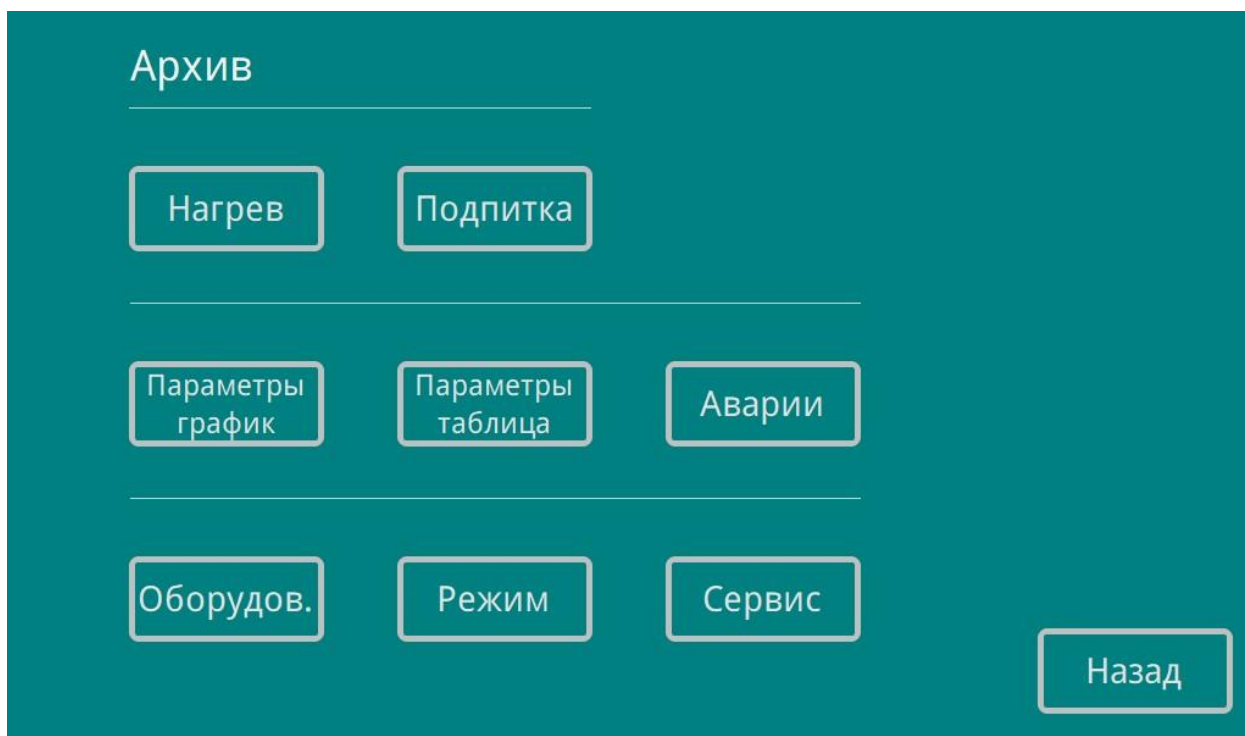 Архив
Нагрев
Подпитка
Параметры
график
Параметры
таблица
Аварии
Оборудов.
Режим
Сервис
Назад